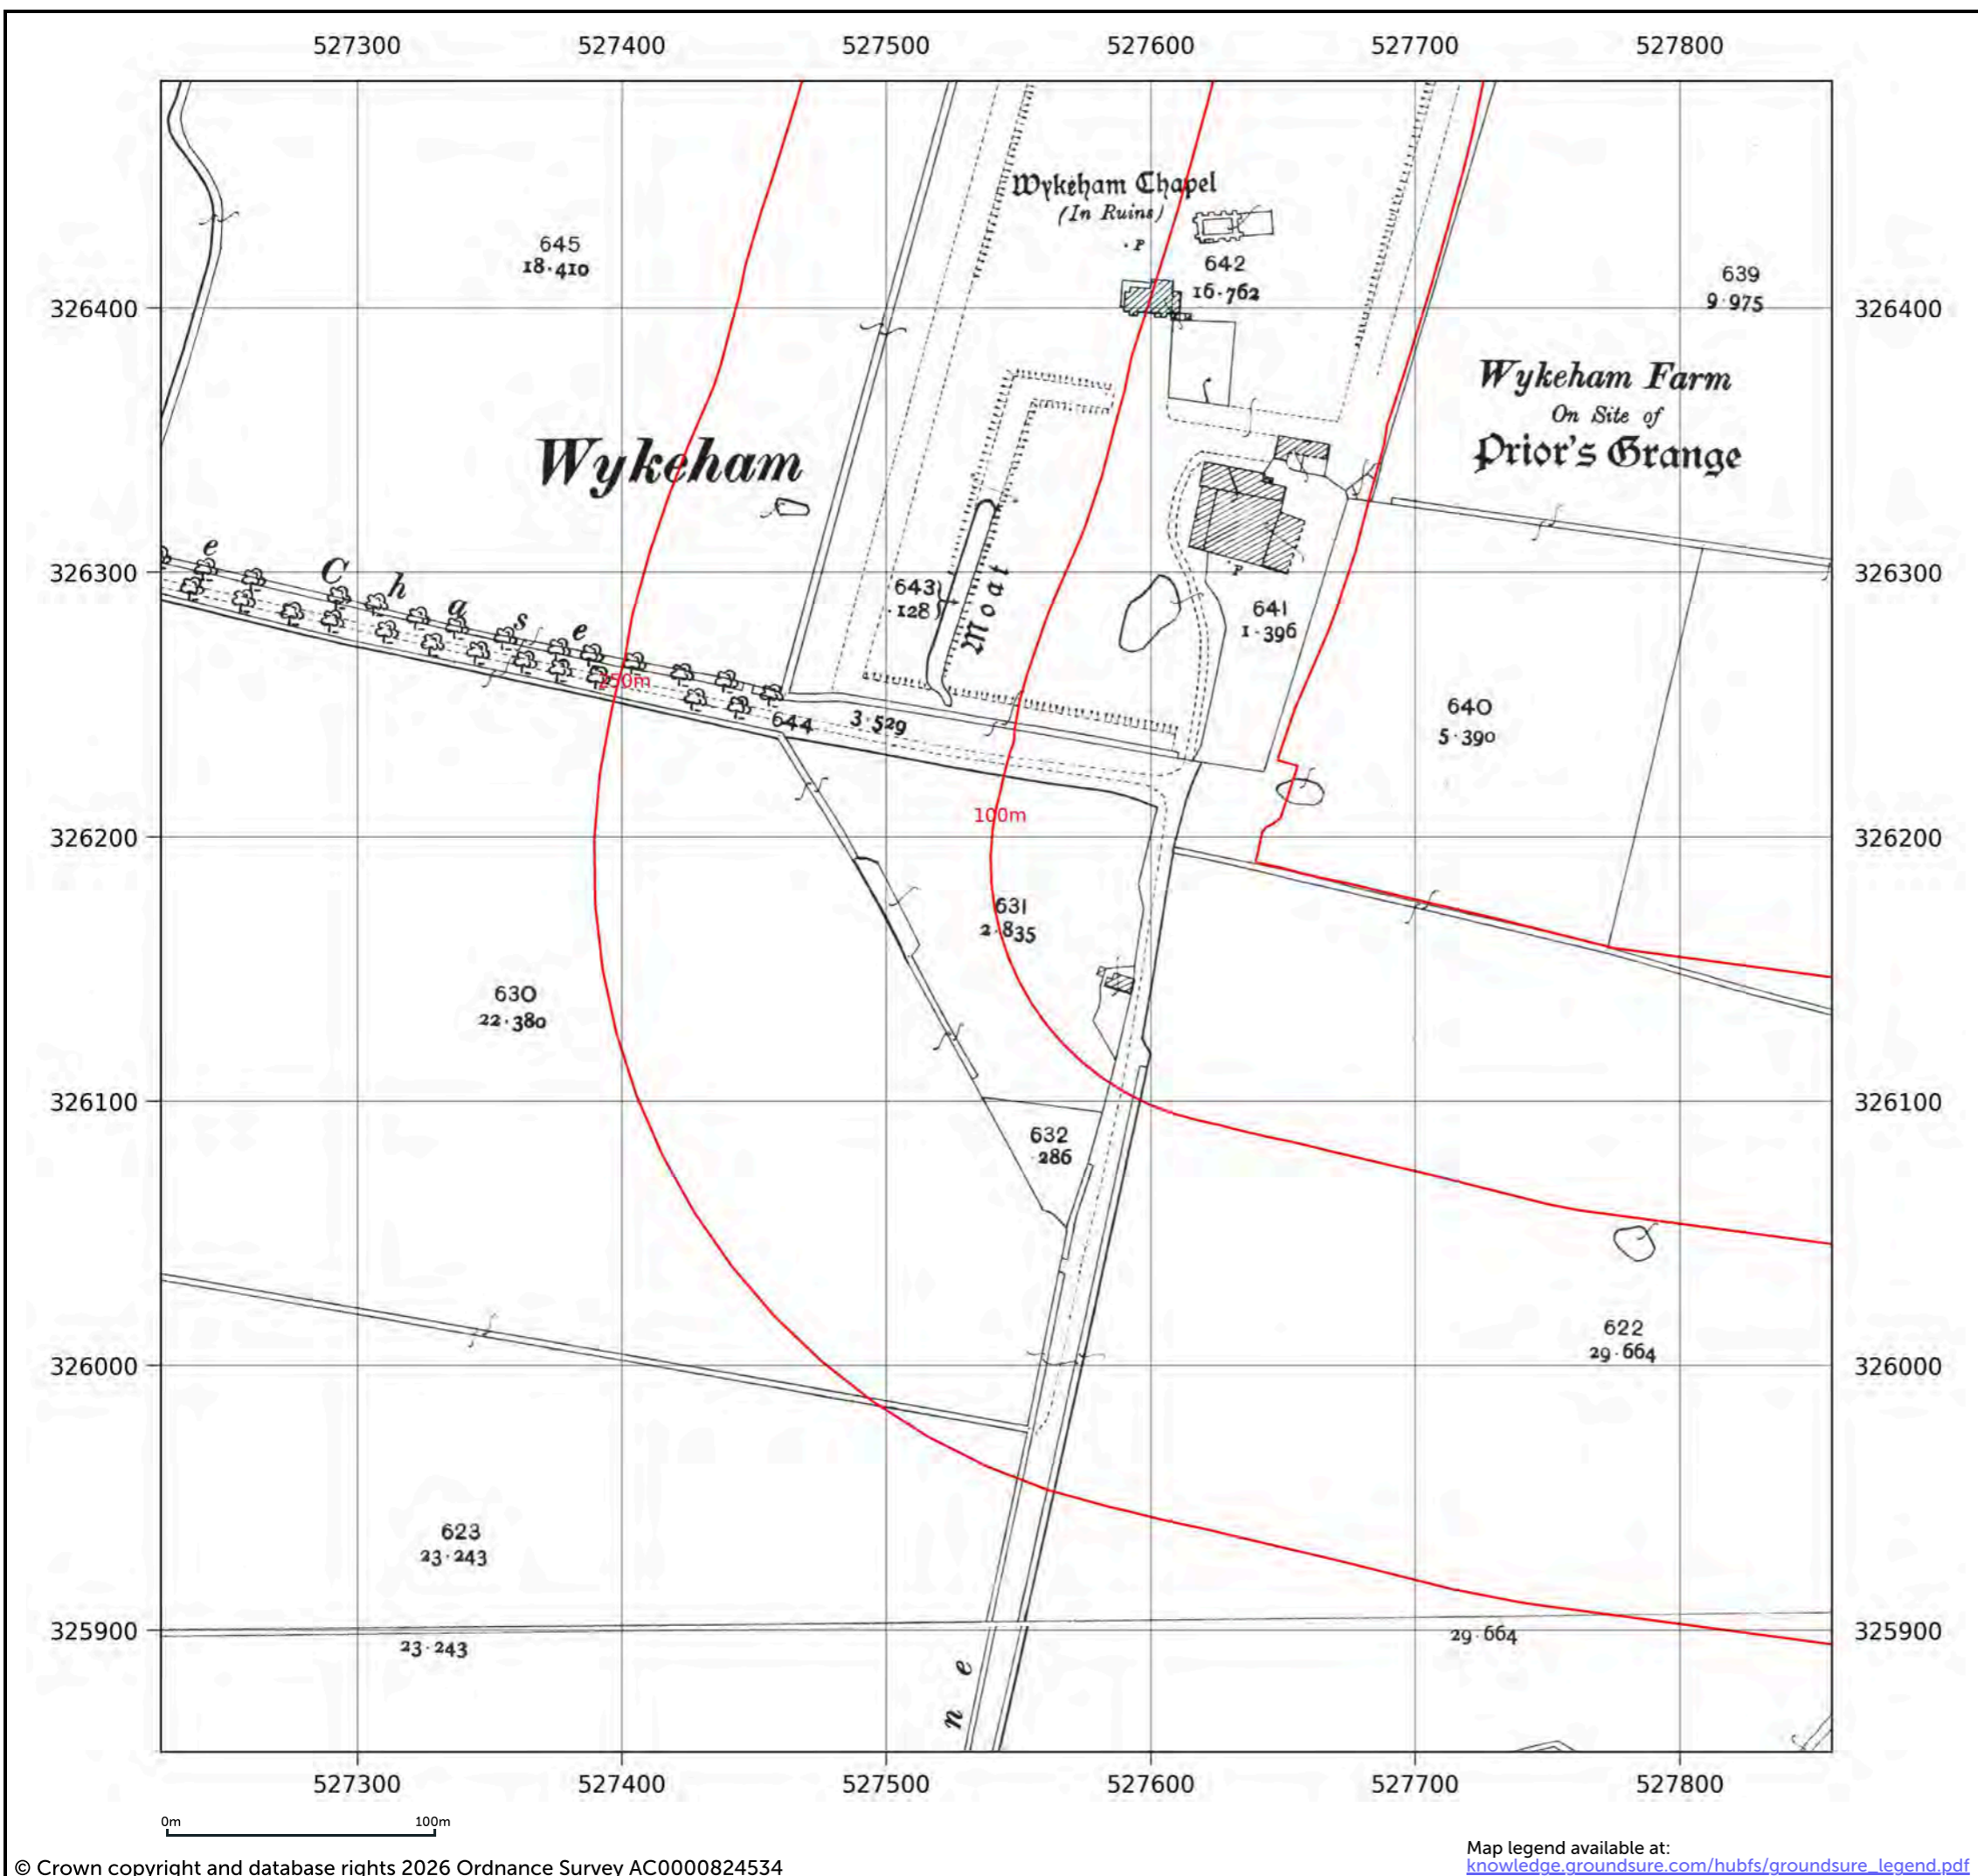 527300 527400 527500 527600 527700 527800
Wykeham Chapel
(In Ruins)
P
645
18·410
642
16·762
639
9·975
326400 326400
Wykeham Farm
On Site of
Prior's Grange
Wykeham
e Chase
326300 326300
643
·128
Moat
P
641
1·396
250m
644 3·529
640
5·390
100m
326200 326200
631
2·835
630
22·380
326100 326100
632
·286
622
29·664
326000 326000
623
23·243
325900 325900
23·243
29·664
n e
527300 527400 527500 527600 527700 527800
0m 100m
Map legend available at:
knowledge.groundsure.com/hubfs/groundsure_legend.pdf
© Crown copyright and database rights 2026 Ordnance Survey AC0000824534